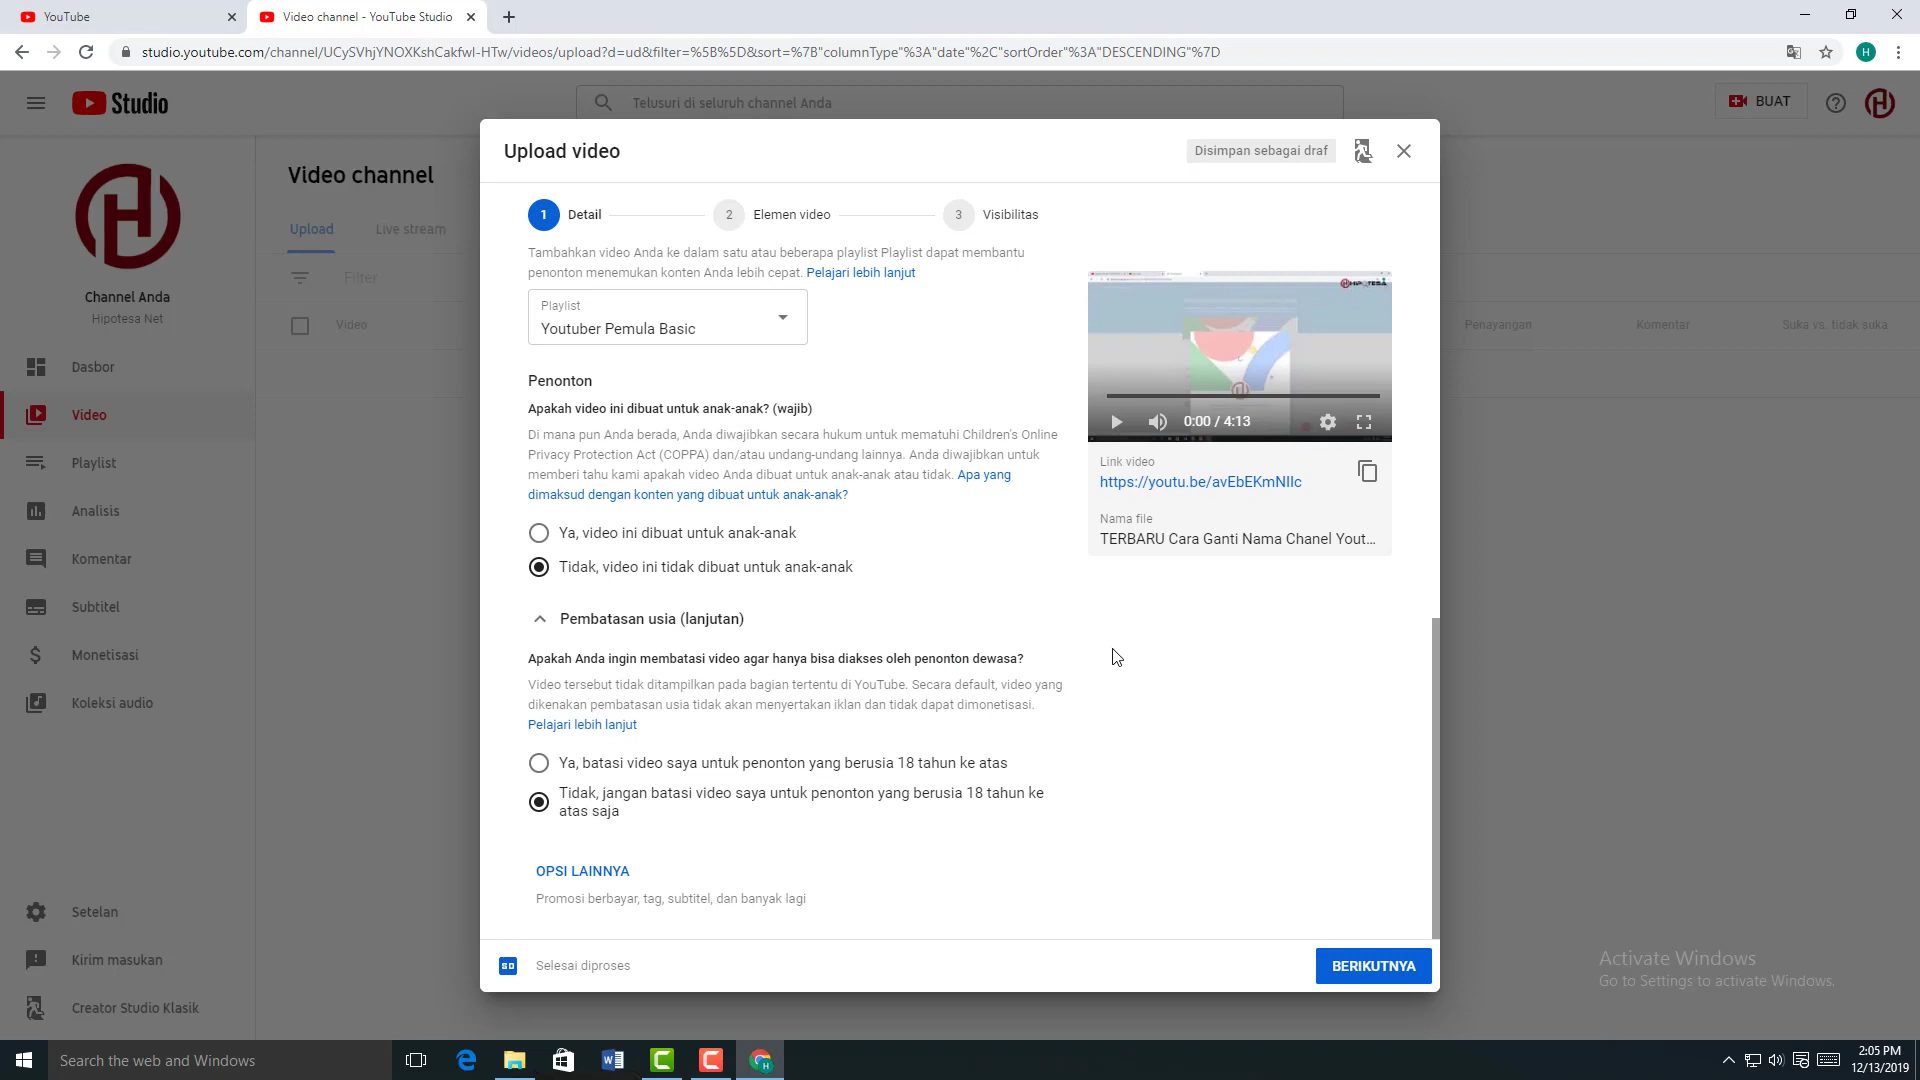 YouTube
Video channel - YouTube Studio
studio.youtube.com/channel/UCySVhjYNOXKshCakfwI-HTw/videos/upload?d=ud&filter=%5B%5D&sort=%7B"columnType"%3A"date"%2C"sortOrder"%3A"DESCENDING"%7D
H
Studio
Telusuri di seluruh channel Anda
BUAT
Channel Anda
Hipotesa Net
Dasbor
Video
Playlist
Analisis
Komentar
Subtitel
Monetisasi
Koleksi audio
Setelan
Kirim masukan
Creator Studio Klasik
Video channel
Upload
Live stream
Filter
Video
Penayangan
Komentar
Suka vs. tidak suka
Upload video
Disimpan sebagai draf
1 Detail
2 Elemen video
3 Visibilitas
Tambahkan video Anda ke dalam satu atau beberapa playlist Playlist dapat membantu
penonton menemukan konten Anda lebih cepat. Pelajari lebih lanjut
Playlist
Youtuber Pemula Basic
Penonton
Apakah video ini dibuat untuk anak-anak? (wajib)
Di mana pun Anda berada, Anda diwajibkan secara hukum untuk mematuhi Children's Online
Privacy Protection Act (COPPA) dan/atau undang-undang lainnya. Anda diwajibkan untuk
memberi tahu kami apakah video Anda dibuat untuk anak-anak atau tidak. Apa yang
dimaksud dengan konten yang dibuat untuk anak-anak?
Ya, video ini dibuat untuk anak-anak
Tidak, video ini tidak dibuat untuk anak-anak
Pembatasan usia (lanjutan)
Apakah Anda ingin membatasi video agar hanya bisa diakses oleh penonton dewasa?
Video tersebut tidak ditampilkan pada bagian tertentu di YouTube. Secara default, video yang
dikenakan pembatasan usia tidak akan menyertakan iklan dan tidak dapat dimonetisasi.
Pelajari lebih lanjut
Ya, batasi video saya untuk penonton yang berusia 18 tahun ke atas
Tidak, jangan batasi video saya untuk penonton yang berusia 18 tahun ke
atas saja
OPSI LAINNYA
Promosi berbayar, tag, subtitel, dan banyak lagi
HIPOTESA
0:00 / 4:13
Link video
https://youtu.be/avEbEKmNIIc
Nama file
TERBARU Cara Ganti Nama Chanel Yout...
SD
Selesai diproses
BERIKUTNYA
Activate Windows
Go to Settings to activate Windows.
Search the web and Windows
2:05 PM
12/13/2019